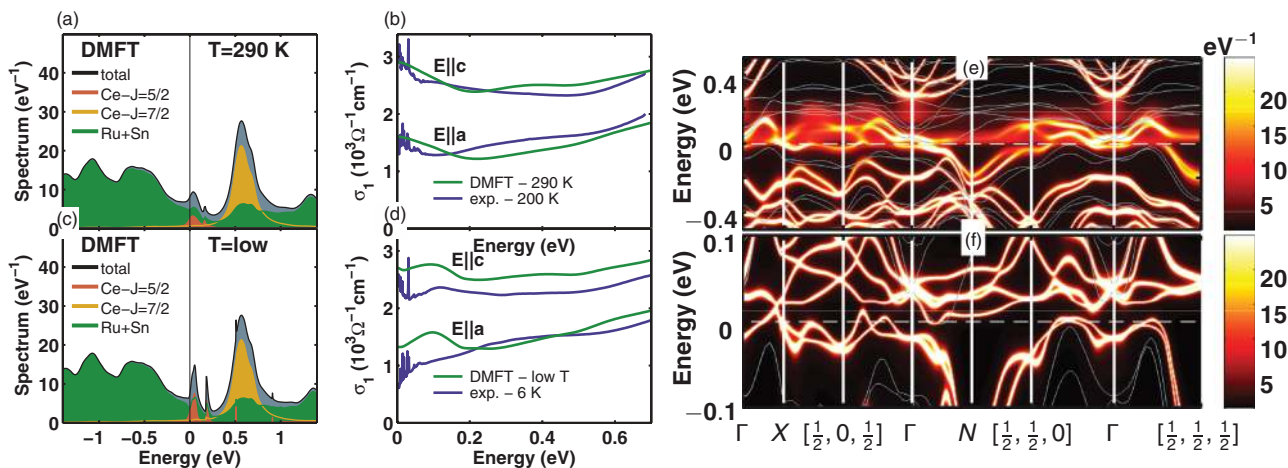 (a)
DMFT T=290 K
total
Ce−J=5/2
Ce−J=7/2
Ru+Sn
Spectrum (eV⁻¹)
40
30
20
10
0
(c)
DMFT T=low
total
Ce−J=5/2
Ce−J=7/2
Ru+Sn
Spectrum (eV⁻¹)
40
30
20
10
0
−1 −0.5 0 0.5 1
Energy (eV)
(b)
E||c
E||a
DMFT − 290 K
exp. − 200 K
σ₁ (10³Ω⁻¹ cm⁻¹)
3
2
1
0
Energy (eV)
(d)
E||c
E||a
DMFT − low T
exp. − 6 K
σ₁ (10³Ω⁻¹ cm⁻¹)
3
2
1
0
0 0.2 0.4 0.6
Energy (eV)
(e)
Energy (eV)
0.4
0
−0.4
eV⁻¹
20
15
10
5
(f)
Energy (eV)
0.1
0
−0.1
20
15
10
5
Γ X [½, 0, ½] Γ N [½, ½, 0] Γ [½, ½, ½]